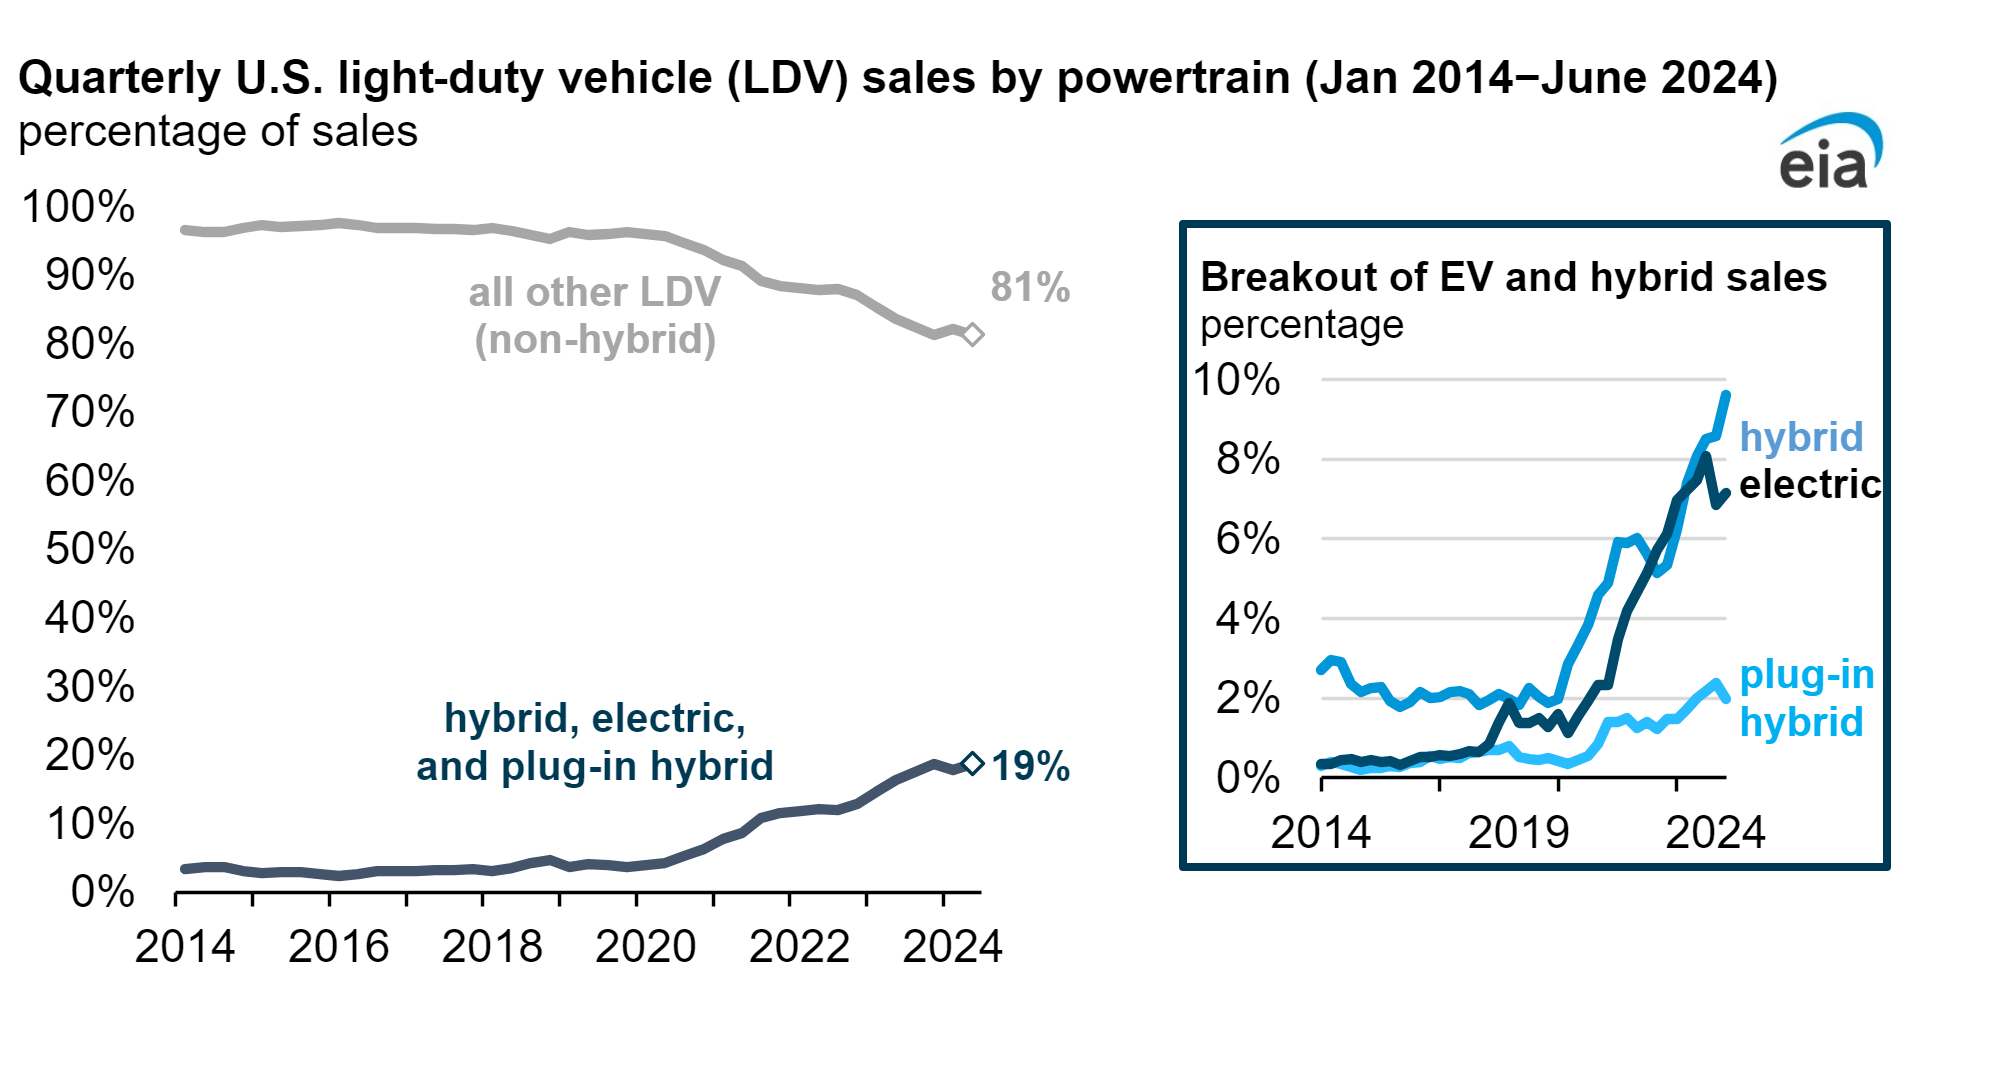 Quarterly U.S. light-duty vehicle (LDV) sales by powertrain (Jan 2014−June 2024)
percentage of sales
eia
100%
90%
80%
70%
60%
50%
40%
30%
20%
10%
0%
all other LDV
(non-hybrid)
81%
hybrid, electric,
and plug-in hybrid
19%
2014 2016 2018 2020 2022 2024
Breakout of EV and hybrid sales
percentage
10%
8%
6%
4%
2%
0%
hybrid
electric
plug-in
hybrid
2014 2019 2024